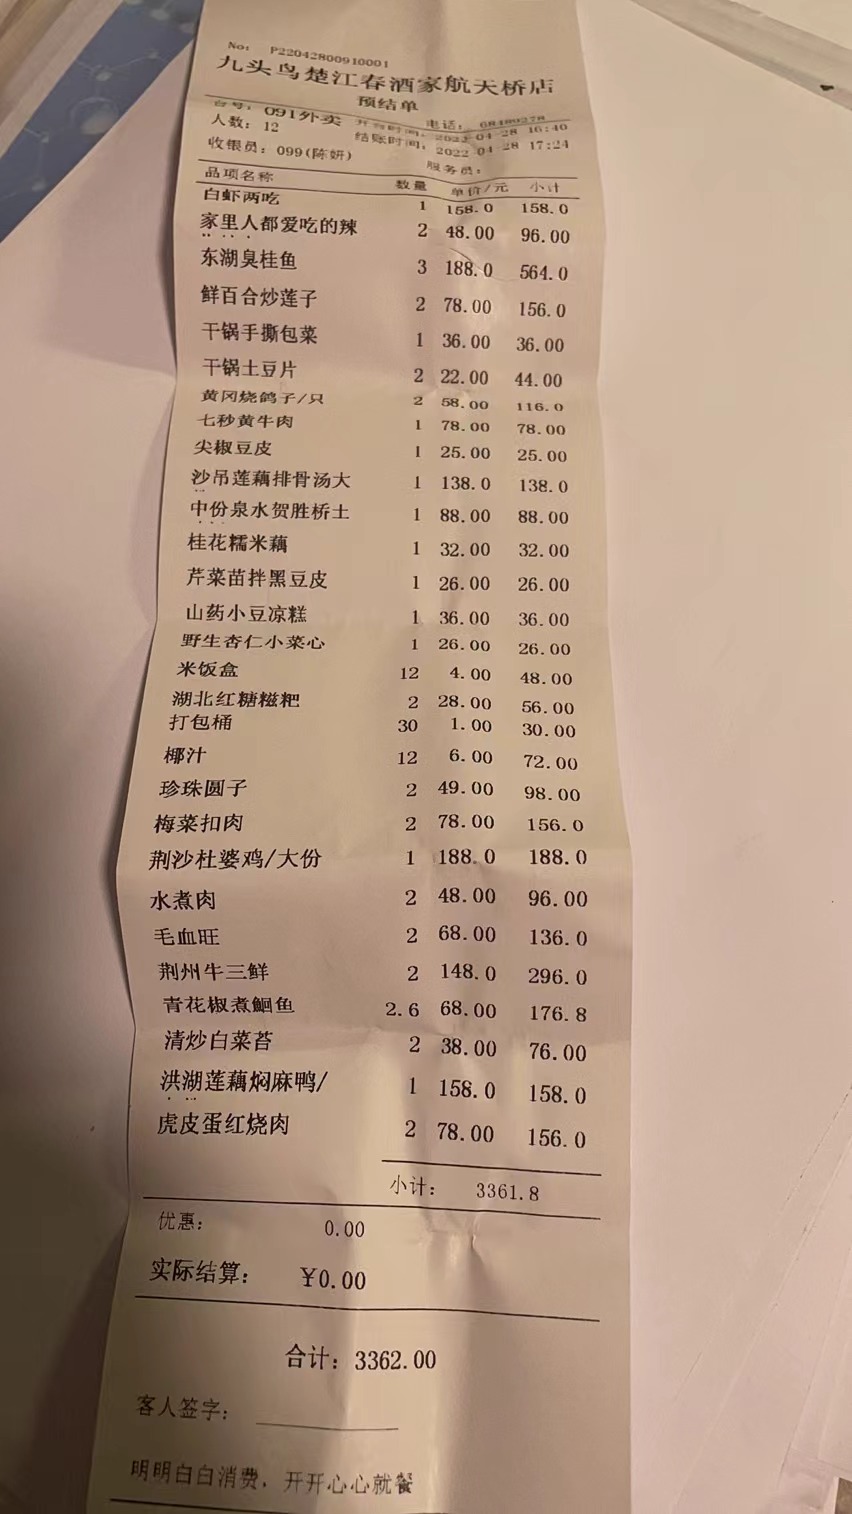 No: P22042800910001
九头鸟楚江春酒家航天桥店
预结单
台号: 091外卖 电话: 68480278
人数: 12 开台时间: 2022-04-28 16:40
收银员: 099(陈妍) 结账时间: 2022-04-28 17:24
服务员:
品项名称 数量 单价/元 小计
白虾两吃 1 158.0 158.0
家里人都爱吃的辣 2 48.00 96.00
东湖臭桂鱼 3 188.0 564.0
鲜百合炒莲子 2 78.00 156.0
干锅手撕包菜 1 36.00 36.00
干锅土豆片 2 22.00 44.00
黄冈烧鸽子/只 2 58.00 116.0
七秒黄牛肉 1 78.00 78.00
尖椒豆皮 1 25.00 25.00
沙吊莲藕排骨汤大 1 138.0 138.0
中份泉水贺胜桥土 1 88.00 88.00
桂花糯米藕 1 32.00 32.00
芹菜苗拌黑豆皮 1 26.00 26.00
山药小豆凉糕 1 36.00 36.00
野生杏仁小菜心 1 26.00 26.00
米饭盒 12 4.00 48.00
湖北红糖糍粑 2 28.00 56.00
打包桶 30 1.00 30.00
椰汁 12 6.00 72.00
珍珠圆子 2 49.00 98.00
梅菜扣肉 2 78.00 156.0
荆沙杜婆鸡/大份 1 188.0 188.0
水煮肉 2 48.00 96.00
毛血旺 2 68.00 136.0
荆州牛三鲜 2 148.0 296.0
青花椒煮鮰鱼 2.6 68.00 176.8
清炒白菜苔 2 38.00 76.00
洪湖莲藕焖麻鸭/ 1 158.0 158.0
虎皮蛋红烧肉 2 78.00 156.0
小计: 3361.8
优惠: 0.00
实际结算: ¥0.00
合计: 3362.00
客人签字:
明明白白消费，开开心心就餐